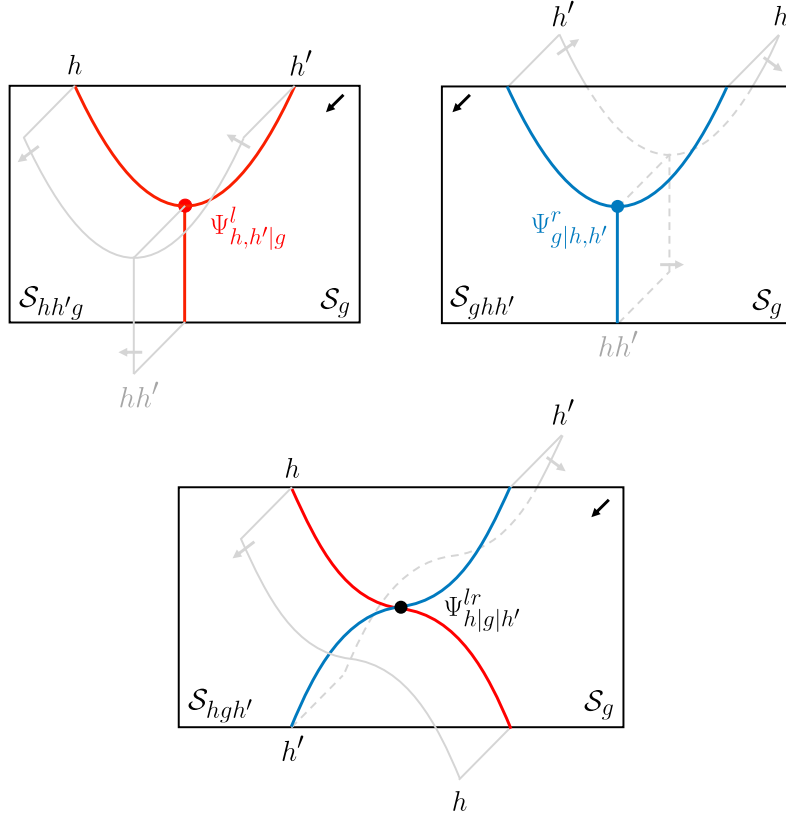 h′ h
h h′
Ψ^l_{h,h′|g}
Ψ^r_{g|h,h′}
𝒮_{hh′g} 𝒮_g
𝒮_{ghh′} 𝒮_g
hh′
hh′
h′
h
Ψ^{lr}_{h|g|h′}
𝒮_{hgh′} 𝒮_g
h′
h